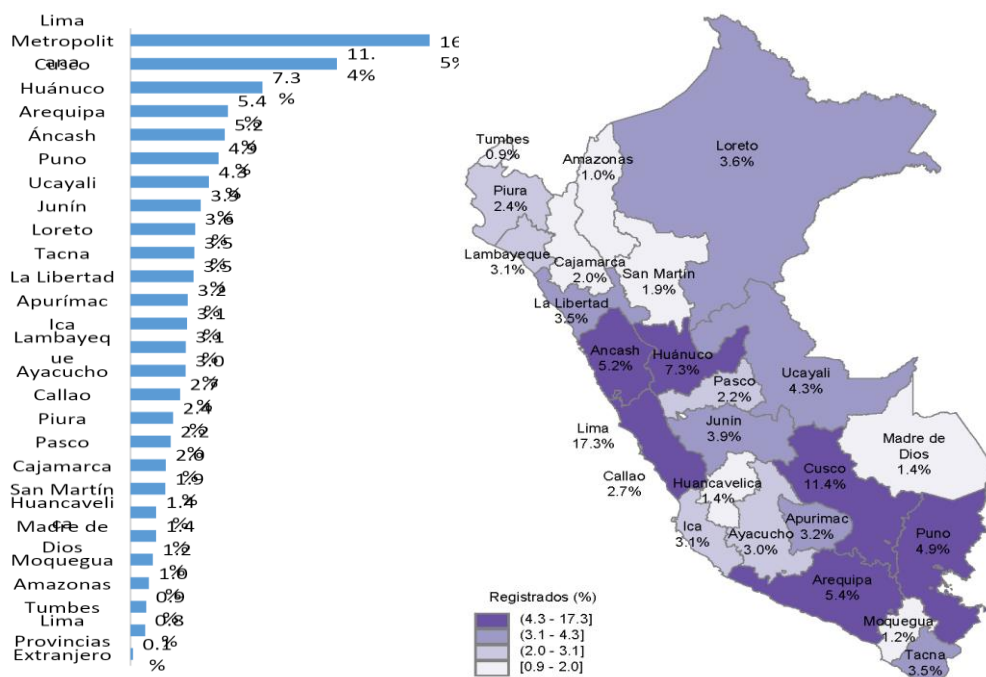 Lima
Metropolit
ana
Cusco
Huánuco
Arequipa
Áncash
Puno
Ucayali
Junín
Loreto
Tacna
La Libertad
Apurímac
Ica
Lambayeq
ue
Ayacucho
Callao
Piura
Pasco
Cajamarca
San Martín
Huancaveli
ca
Madre de
Dios
Moquegua
Amazonas
Tumbes
Lima
Provincias
Extranjero
16
5%
11.
4%
7.3
%
5.4
%
5.2
%
4.9
%
4.3
%
3.9
%
3.6
%
3.5
%
3.5
%
3.2
%
3.1
%
3.1
%
3.0
%
2.7
%
2.4
%
2.2
%
2.0
%
1.9
%
1.4
%
1.4
%
1.2
%
1.0
%
0.9
%
0.8
%
0.1
%
Tumbes
0.9%
Amazonas
1.0%
Loreto
3.6%
Piura
2.4%
Lambayeque
3.1%
Cajamarca
2.0%
San Martín
1.9%
La Libertad
3.5%
Ancash
5.2%
Huánuco
7.3%
Ucayali
4.3%
Pasco
2.2%
Junín
3.9%
Lima
17.3%
Madre de
Dios
1.4%
Callao
2.7%
Huancavelica
1.4%
Cusco
11.4%
Ica
3.1%
Ayacucho
3.0%
Apurimac
3.2%
Puno
4.9%
Arequipa
5.4%
Moquegua
1.2%
Tacna
3.5%
Registrados (%)
(4.3 - 17.3]
(3.1 - 4.3]
(2.0 - 3.1]
[0.9 - 2.0]